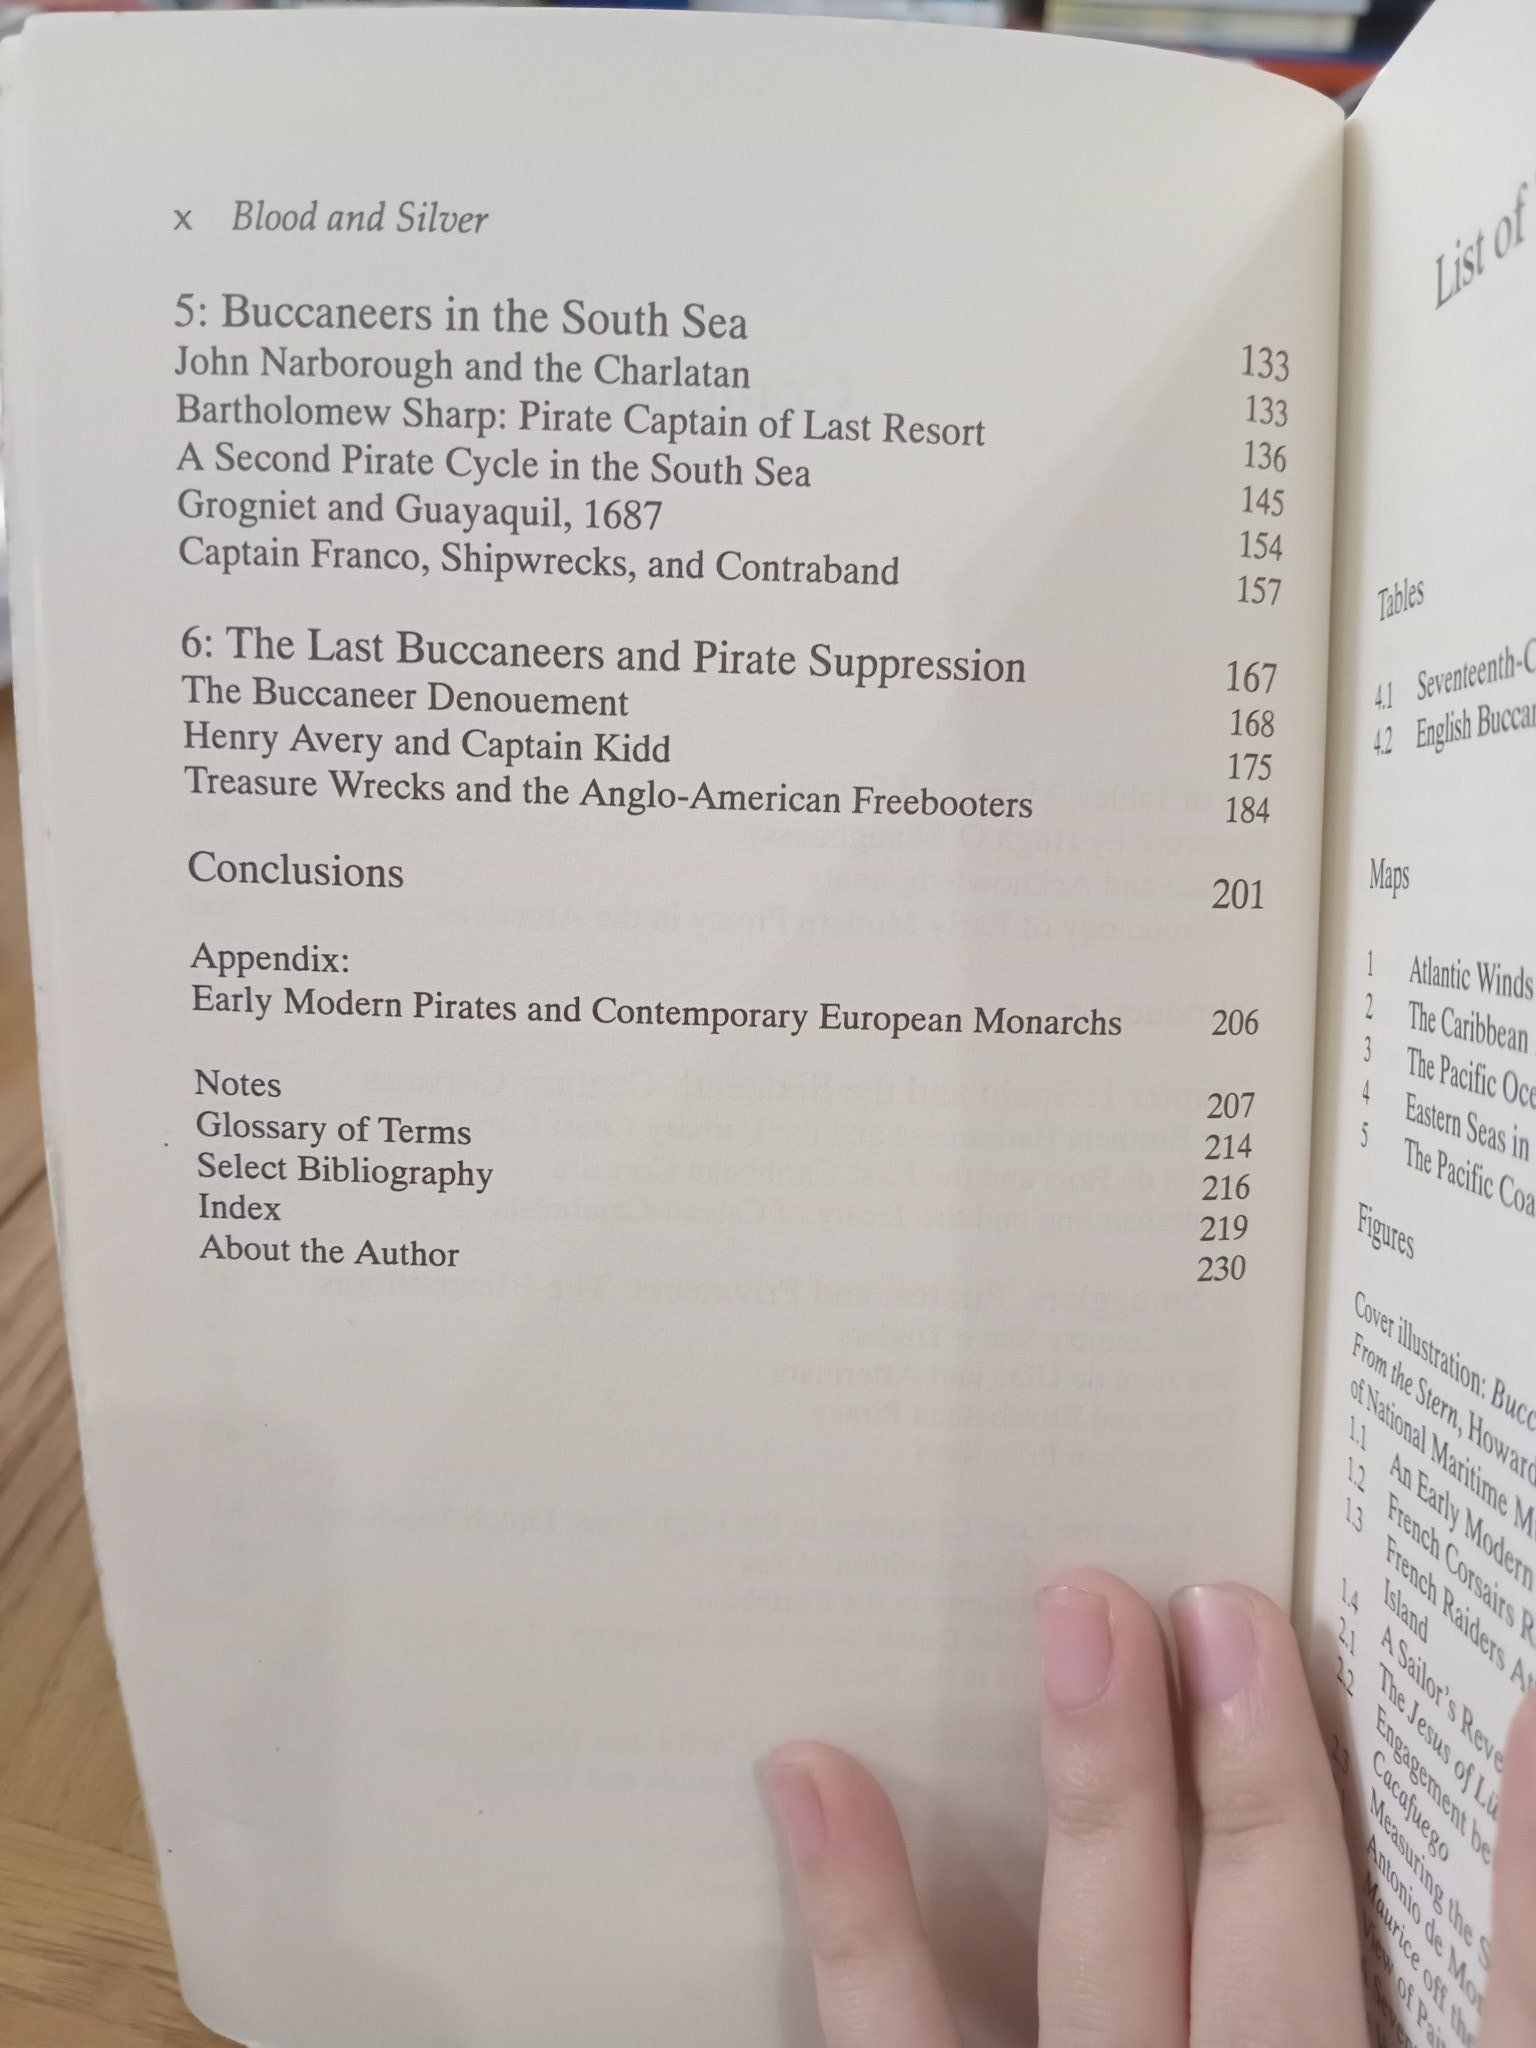 x Blood and Silver
5: Buccaneers in the South Sea 133
John Narborough and the Charlatan 133
Bartholomew Sharp: Pirate Captain of Last Resort 136
A Second Pirate Cycle in the South Sea 145
Grogniet and Guayaquil, 1687 154
Captain Franco, Shipwrecks, and Contraband 157
6: The Last Buccaneers and Pirate Suppression 167
The Buccaneer Denouement 168
Henry Avery and Captain Kidd 175
Treasure Wrecks and the Anglo-American Freebooters 184
Conclusions 201
Appendix:
Early Modern Pirates and Contemporary European Monarchs 206
Notes 207
Glossary of Terms 214
Select Bibliography 216
Index 219
About the Author 230
List of
Tables
4.1 Seventeenth-C
4.2 English Buccan
Maps
1 Atlantic Winds
2 The Caribbean
3 The Pacific Oce
4 Eastern Seas in
5 The Pacific Coa
Figures
Cover illustration: Bucc
From the Stern, Howard
of National Maritime M
1.1 An Early Modern
1.2 French Corsairs R
1.3 French Raiders At
Island
1.4 A Sailor's Reve
2.1 The Jesus of Lü
2.2 Engagement be
Cacafuego
2.3 Measuring the S
Antonio de Mor
Maurice off the
View of Pait
A Seven